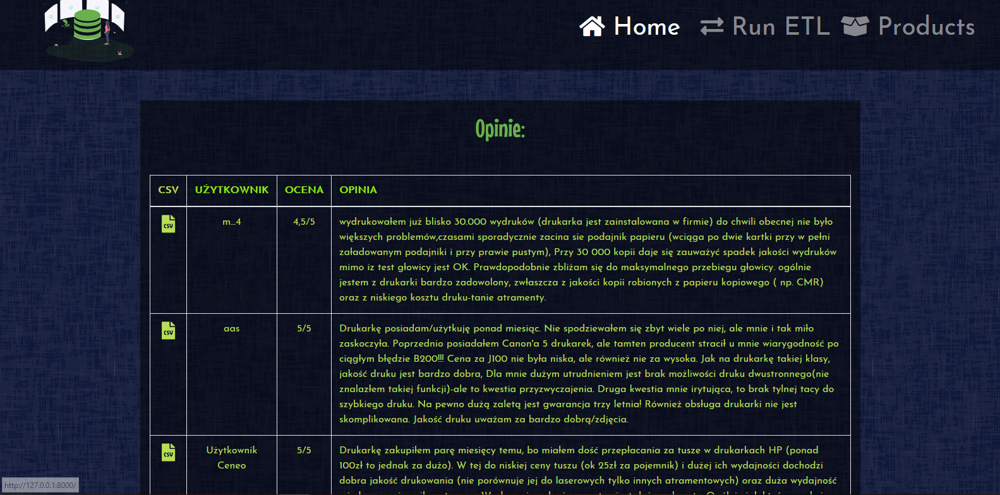 Home Run ETL Products
Opinie:
CSV UŻYTKOWNIK OCENA OPINIA
CSV m...4 4,5/5 wydrukowałem już blisko 30.000 wydruków (drukarka jest zainstalowana w firmie) do chwili obecnej nie było
większych problemów,czasami sporadycznie zacina sie podajnik papieru (wciąga po dwie kartki przy w pełni
załadowanym podajniki i przy prawie pustym), Przy 30 000 kopii daje się zauważyć spadek jakości wydruków
mimo iz test głowicy jest OK. Prawdopodobnie zbliżam się do maksymalnego przebiegu głowicy. ogólnie
jestem z drukarki bardzo zadowolony, zwłaszcza z jakości kopii robionych z papieru kopiowego ( np. CMR)
oraz z niskiego kosztu druku-tanie atramenty.
CSV aas 5/5 Drukarkę posiadam/użytkuję ponad miesiąc. Nie spodziewałem się zbyt wiele po niej, ale mnie i tak miło
zaskoczyła. Poprzednio posiadałem Canon'a 5 drukarek, ale tamten producent stracił u mnie wiarygodność po
ciągłym błędzie B200!!! Cena za J100 nie była niska, ale również nie za wysoka. Jak na drukarkę takiej klasy,
jakość druku jest bardzo dobra, Dla mnie dużym utrudnieniem jest brak możliwości druku dwustronnego(nie
znalazłem takiej funkcji)-ale to kwestia przyzwyczajenia. Druga kwestia mnie irytująca, to brak tylnej tacy do
szybkiego druku. Na pewno dużą zaletą jest gwarancja trzy letnia! Również obsługa drukarki nie jest
skomplikowana. Jakość druku uważam za bardzo dobrą/zdjęcia.
CSV Użytkownik Ceneo 5/5 Drukarkę zakupiłem parę miesięcy temu, bo miałem dość przepłacania za tusze w drukarkach HP (ponad
100zł to jednak za dużo). W tej do niskiej ceny tuszu (ok 25zł za pojemnik) i dużej ich wydajności dochodzi
dobra jakość drukowania (nie porównuje jej do laserowych tylko innych atramentowych) oraz duża wydajność
http://127.0.0.1:8000/